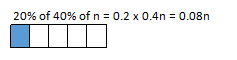 20% of 40% of n = 0.2 x 0.4n = 0.08n